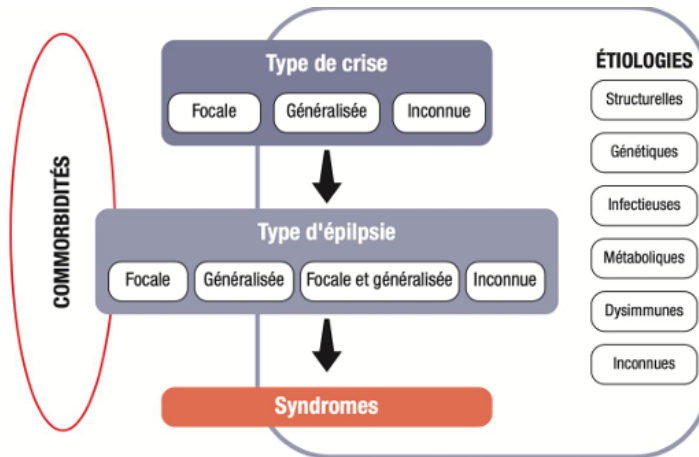 COMMORBIDITÉS
Type de crise
Focale
Généralisée
Inconnue
Type d'épilpsie
Focale
Généralisée
Focale et généralisée
Inconnue
Syndromes
ÉTIOLOGIES
Structurelles
Génétiques
Infectieuses
Métaboliques
Dysimmunes
Inconnues